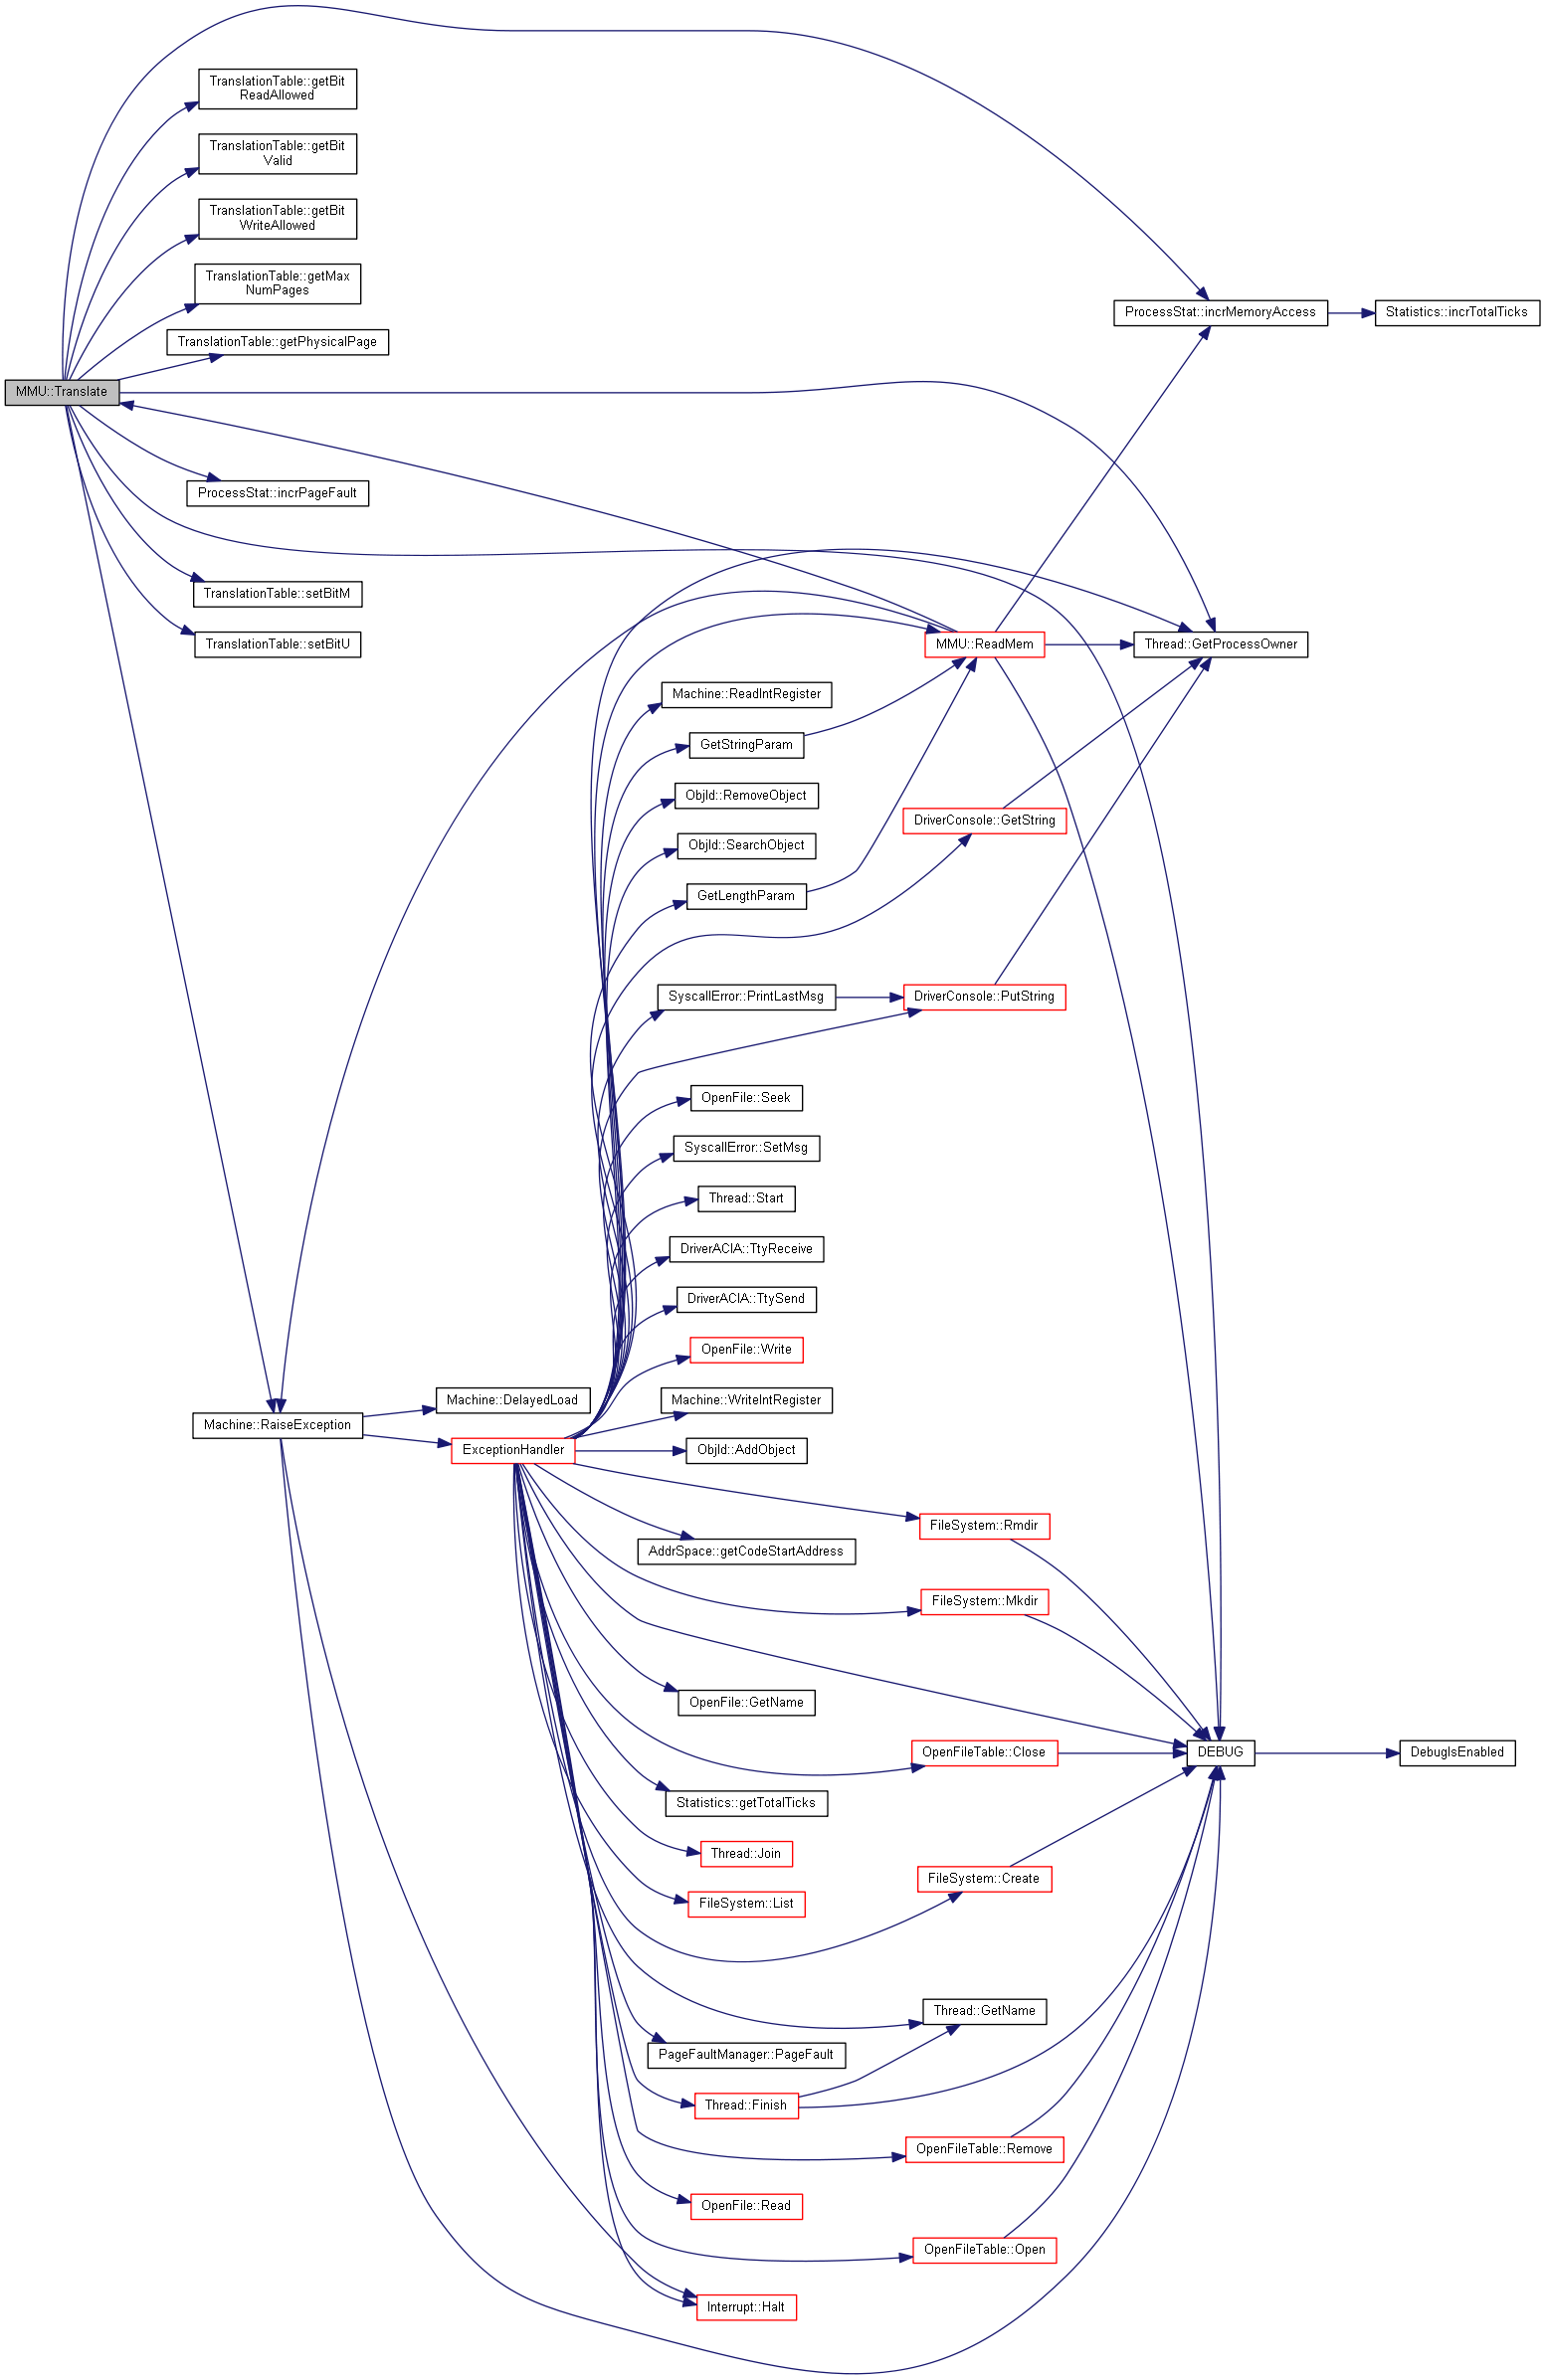 TranslationTable::getBit
ReadAllowed
TranslationTable::getBit
Valid
TranslationTable::getBit
WriteAllowed
TranslationTable::getMax
NumPages
ProcessStat::incrMemoryAccess
Statistics::incrTotalTicks
TranslationTable::getPhysicalPage
MMU::Translate
ProcessStat::incrPageFault
TranslationTable::setBitM
TranslationTable::setBitU
MMU::ReadMem
Thread::GetProcessOwner
Machine::ReadIntRegister
GetStringParam
ObjId::RemoveObject
DriverConsole::GetString
ObjId::SearchObject
GetLengthParam
SyscallError::PrintLastMsg
DriverConsole::PutString
OpenFile::Seek
SyscallError::SetMsg
Thread::Start
DriverACIA::TtyReceive
DriverACIA::TtySend
OpenFile::Write
Machine::DelayedLoad
Machine::WriteIntRegister
Machine::RaiseException
ExceptionHandler
ObjId::AddObject
FileSystem::Rmdir
AddrSpace::getCodeStartAddress
FileSystem::Mkdir
OpenFile::GetName
OpenFileTable::Close
DEBUG
DebugIsEnabled
Statistics::getTotalTicks
Thread::Join
FileSystem::Create
FileSystem::List
Thread::GetName
PageFaultManager::PageFault
Thread::Finish
OpenFileTable::Remove
OpenFile::Read
OpenFileTable::Open
Interrupt::Halt